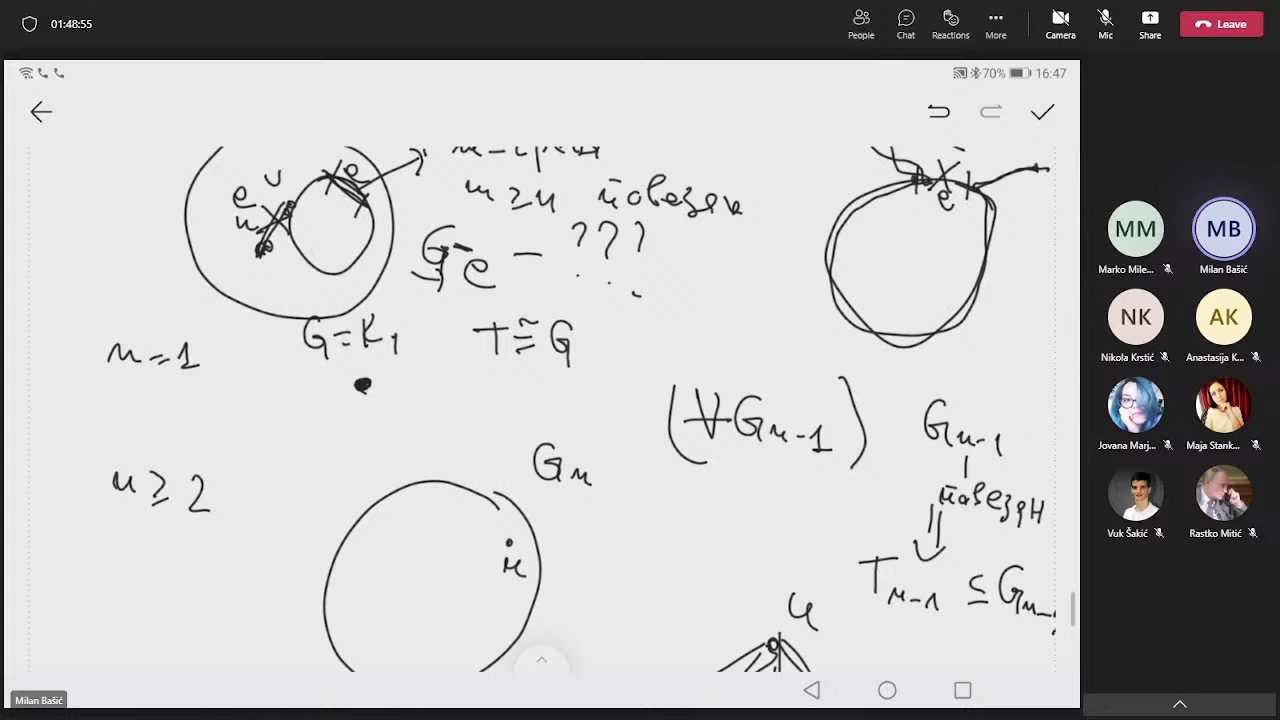 01:48:55
People Chat Reactions More Camera Mic Share Leave
70% 16:47
e v e
u
m ≥ n повезан
G-e - ???
e
n=1 G=K₁ T≅G
(∀Gₙ₋₁) Gₙ₋₁
Gₙ
n ≥ 2
повезан
u
Tₙ₋₁ ⊆ Gₙ₋₁
u
MM MB
Marko Mile... Milan Bašić
NK AK
Nikola Krstić Anastasija K...
Jovana Marj... Maja Stank...
Vuk Šakić Rastko Mitić
Milan Bašić